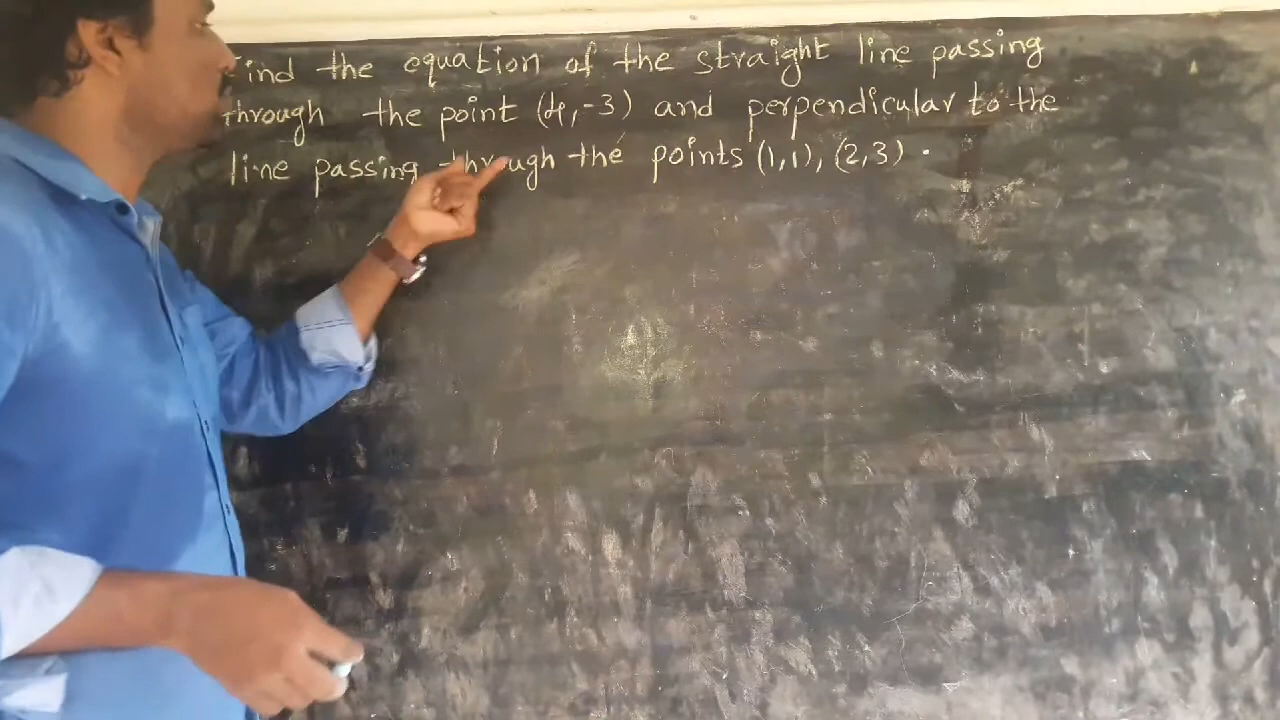 Find the equation of the straight line passing
through the point (4,-3) and perpendicular to the
line passing through the points (1,1), (2,3).